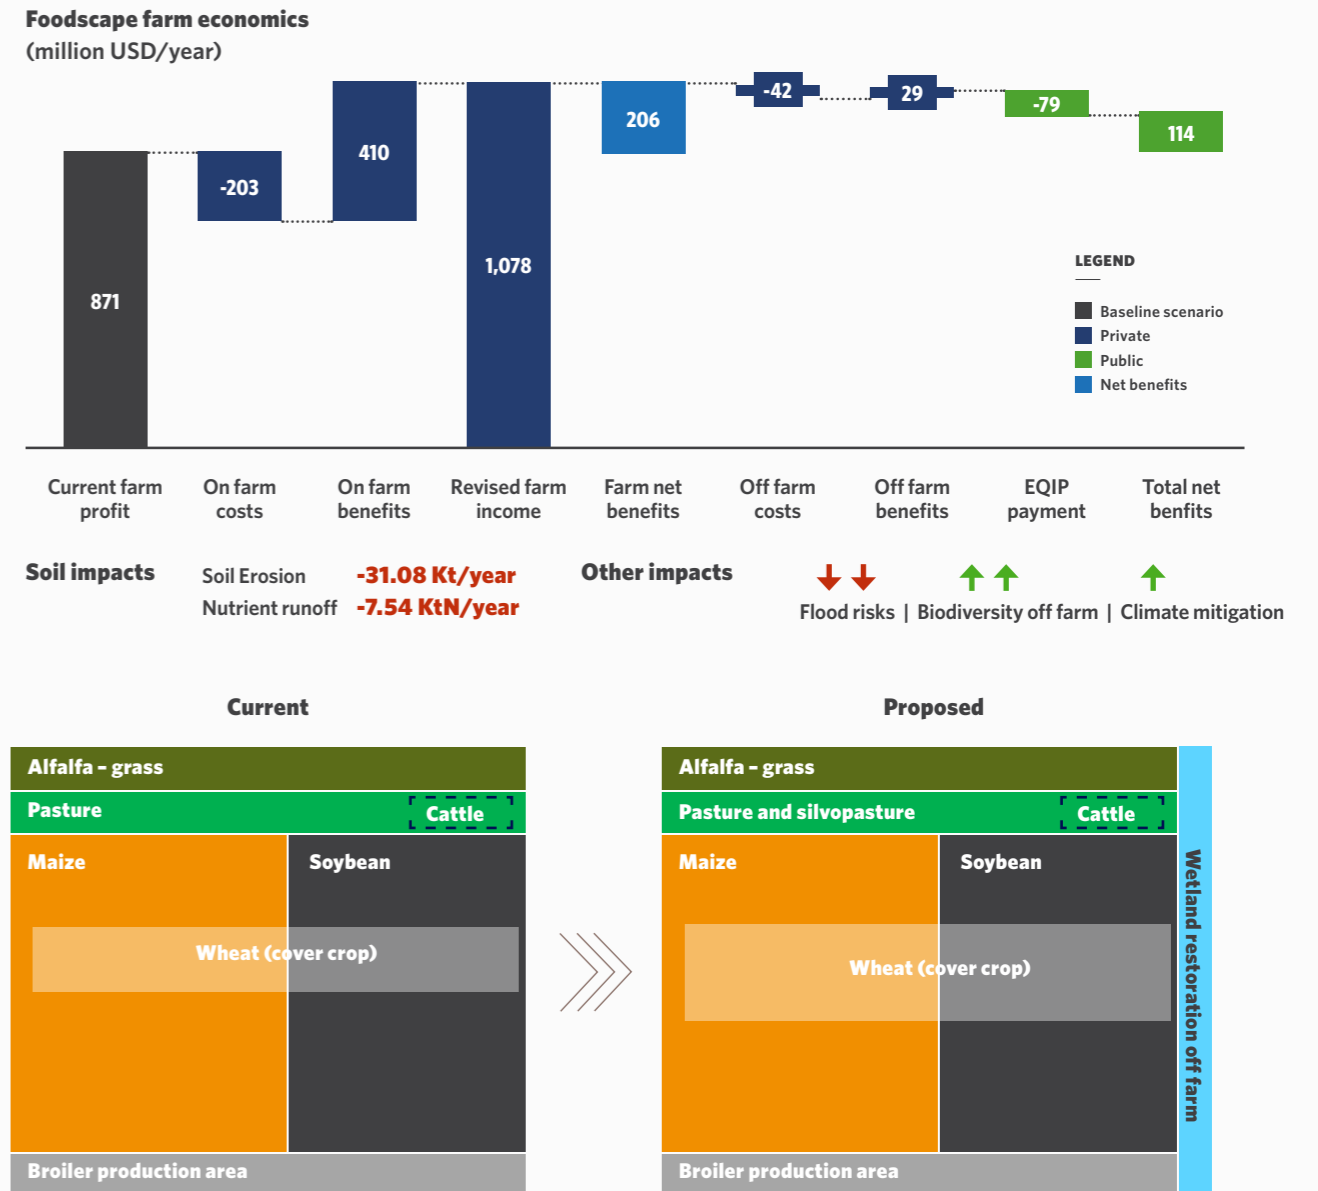 Foodscape farm economics
(million USD/year)
871
-203
410
1,078
206
-42
29
-79
114
LEGEND
Baseline scenario
Private
Public
Net benefits
Current farm
profit
On farm
costs
On farm
benefits
Revised farm
income
Farm net
benefits
Off farm
costs
Off farm
benefits
EQIP
payment
Total net
benfits
Soil impacts
Soil Erosion
-31.08 Kt/year
Nutrient runoff
-7.54 KtN/year
Other impacts
Flood risks | Biodiversity off farm | Climate mitigation
Current
Alfalfa – grass
Pasture
Cattle
Maize
Soybean
Wheat (cover crop)
Broiler production area
Proposed
Alfalfa – grass
Pasture and silvopasture
Cattle
Maize
Soybean
Wheat (cover crop)
Broiler production area
Wetland restoration off farm